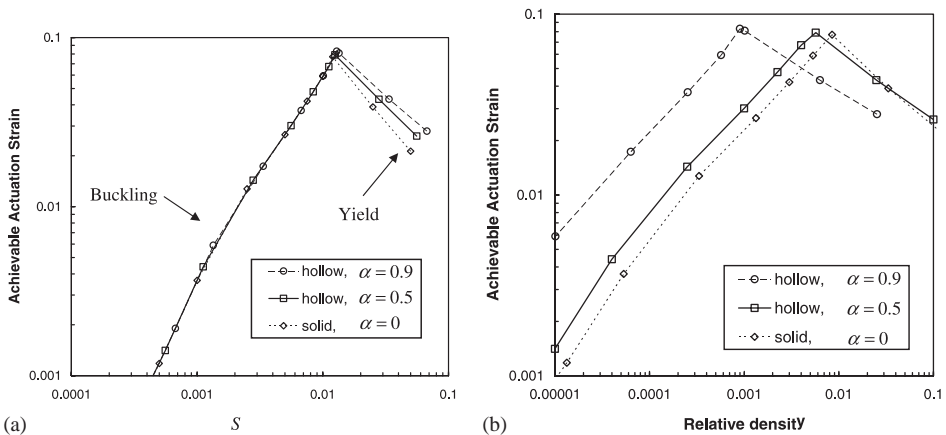 0.1
0.01
0.001
0.0001
0.001
0.01
0.1
Achievable Actuation Strain
Buckling
Yield
hollow, α = 0.9
hollow, α = 0.5
solid, α = 0
(a)
S
0.1
0.01
0.001
0.00001
0.0001
0.001
0.01
0.1
Achievable Actuation Strain
hollow, α = 0.9
hollow, α = 0.5
solid, α = 0
(b)
Relative density